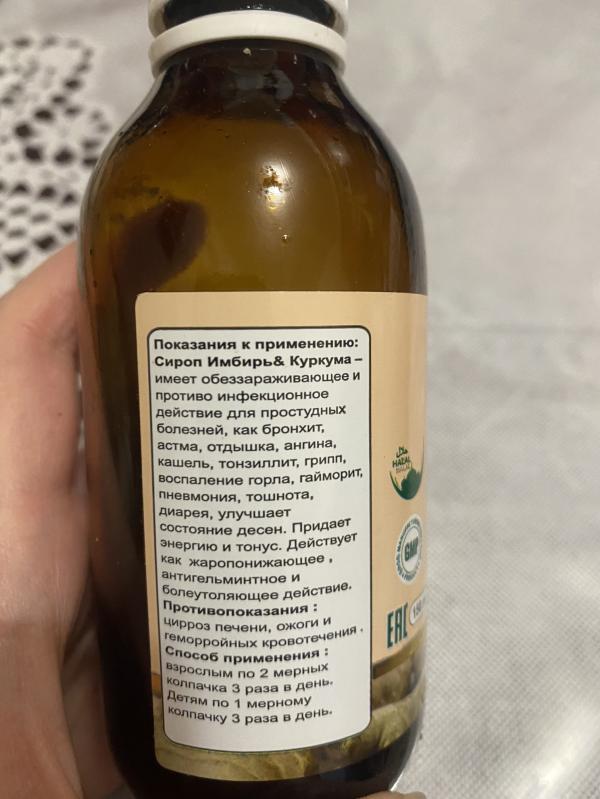 Показания к применению:
Сироп Имбирь& Куркума –
имеет обеззараживающее и
противо инфекционное
действие для простудных
болезней, как бронхит,
астма, отдышка, ангина,
кашель, тонзиллит, грипп,
воспаление горла, гайморит,
пневмония, тошнота,
диарея, улучшает
состояние десен. Придает
энергию и тонус. Действует
как жаропонижающее ,
антигельминтное и
болеутоляющее действие.
Противопоказания :
цирроз печени, ожоги и
геморройных кровотечения .
Способ применения :
взрослым по 2 мерных
колпачка 3 раза в день.
Детям по 1 мерному
колпачку 3 раза в день.
حلال
HALAL
GMP
EAC